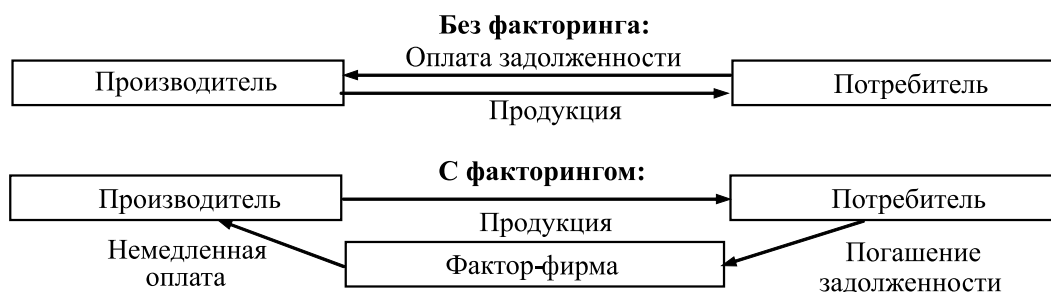 Без факторинга:
Оплата задолженности
Производитель
Потребитель
Продукция
С факторингом:
Производитель
Потребитель
Продукция
Немедленная
оплата
Фактор-фирма
Погашение
задолженности